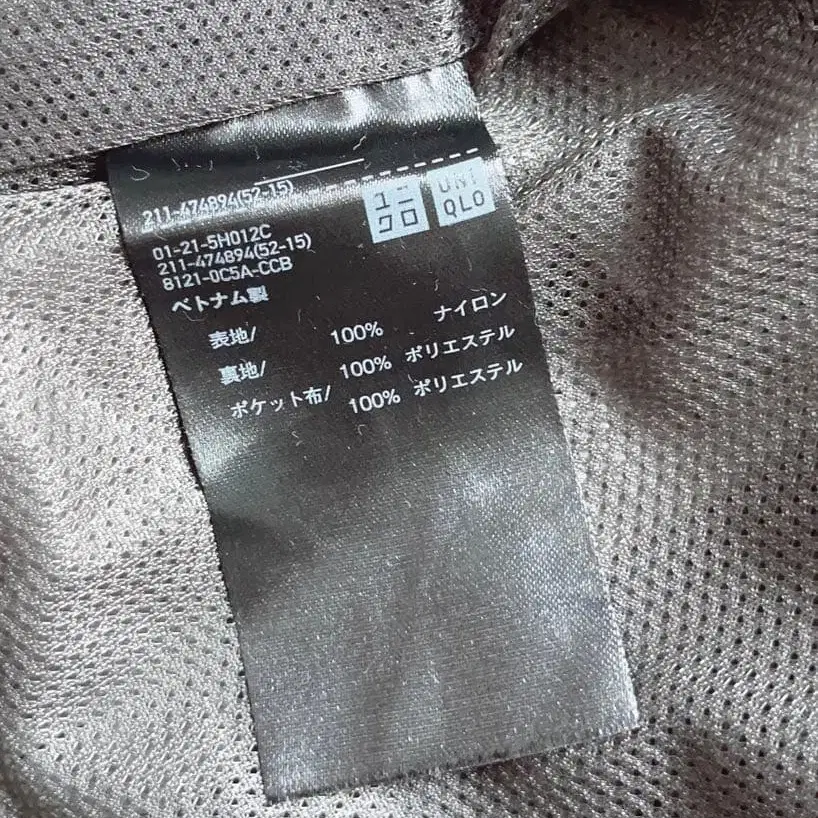 211-474894(52-15)
ユニクロ
UNIQLO
01-21-5H012C
211-474894(52-15)
8121-0C5A-CCB
ベトナム製
表地/ 100% ナイロン
裏地/ 100% ポリエステル
ポケット布/ 100% ポリエステル